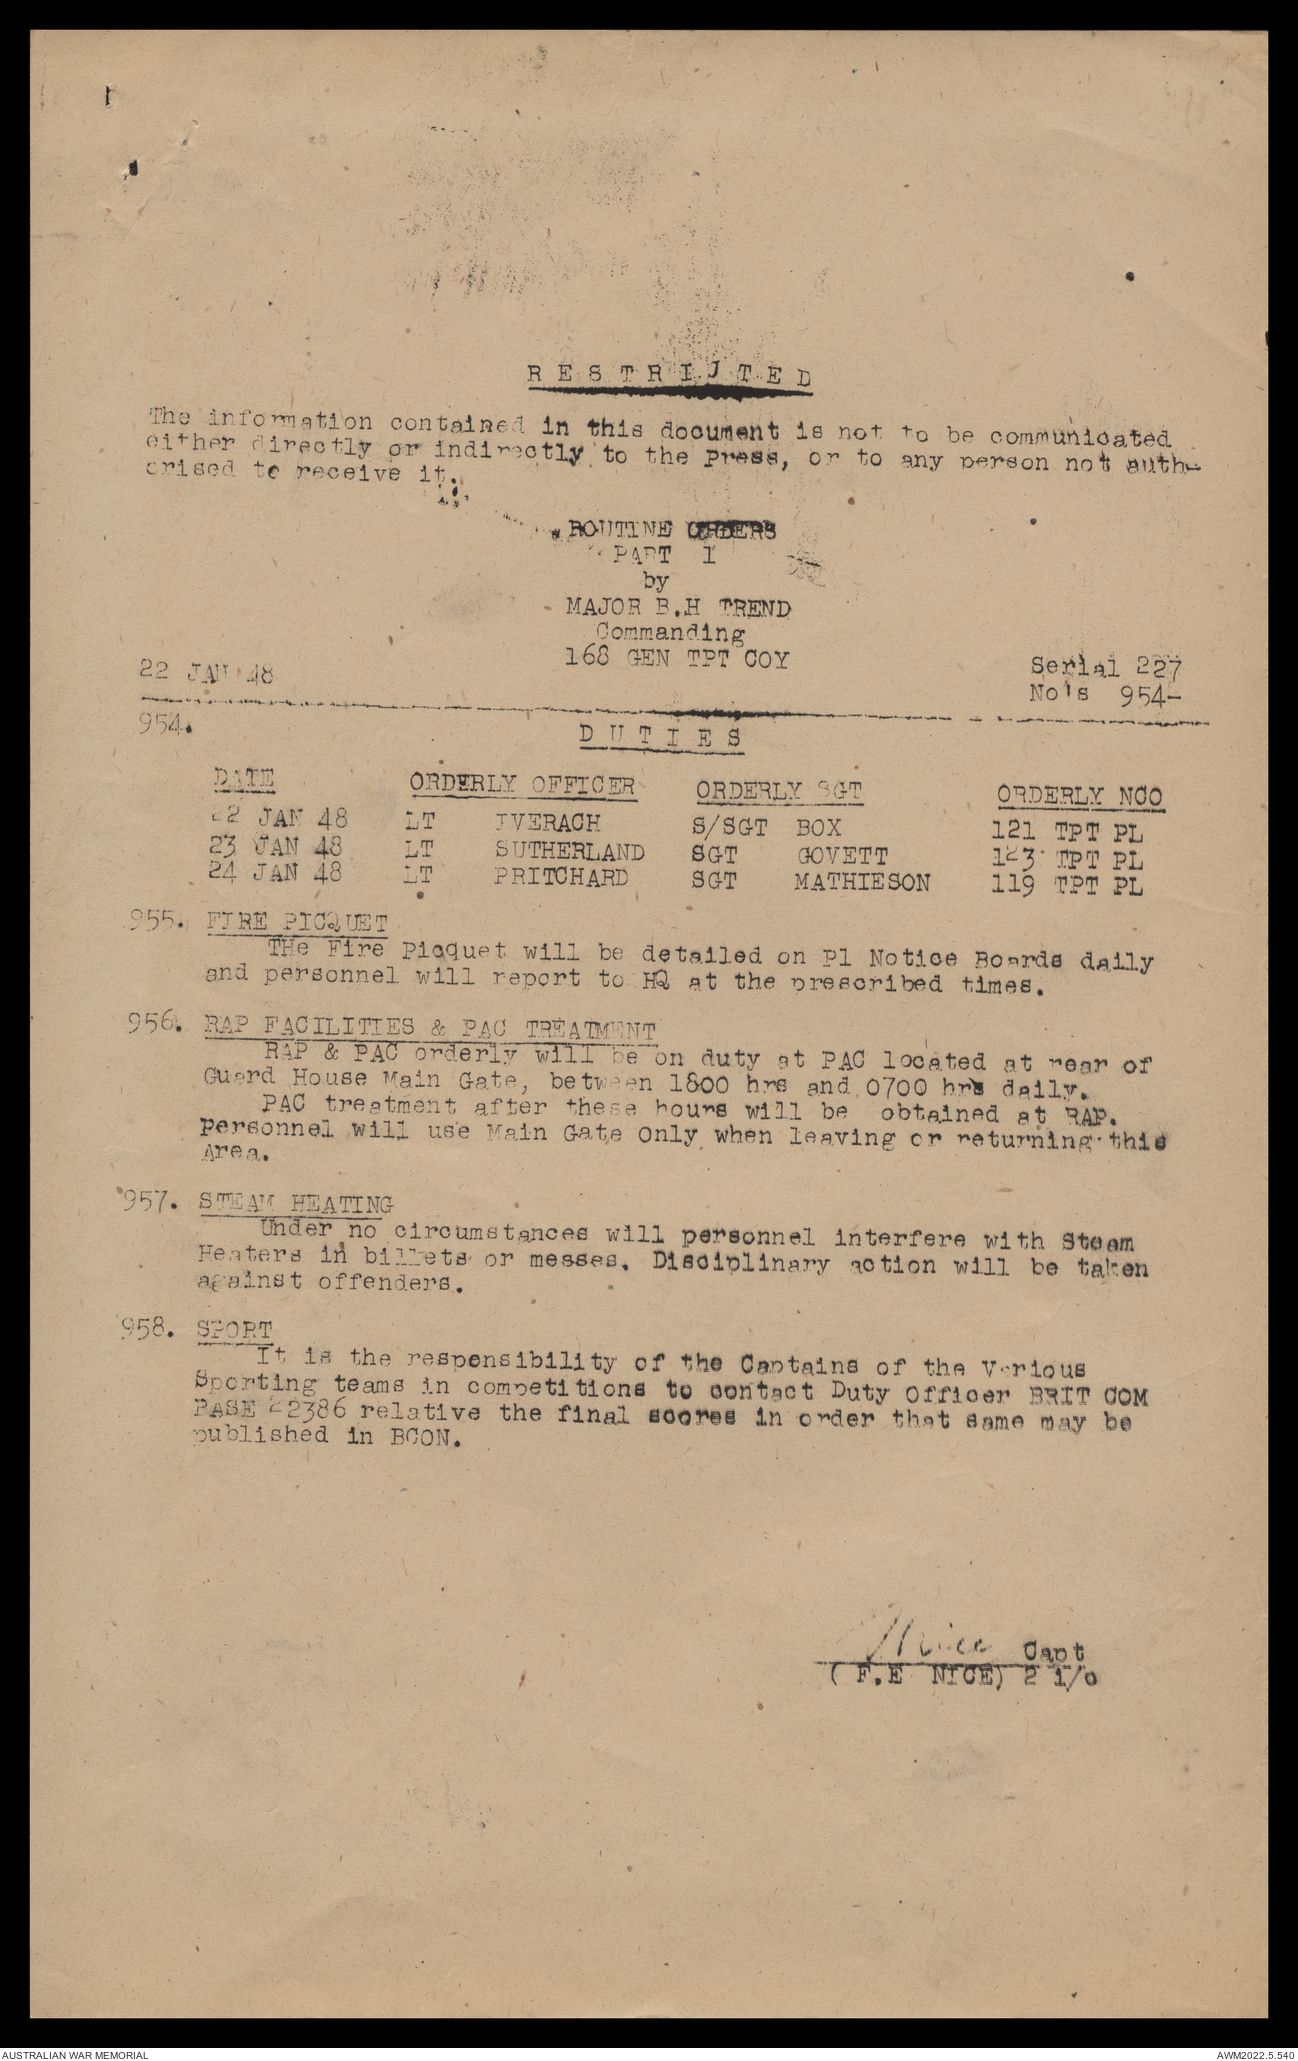 RESTRICTED
The information contained in this document is not to be communicated
either directly or indirectly to the Press, or to any person not auth-
orised to receive it.
ROUTINE ORDERS
PART 1
by
MAJOR B.H TREND
Commanding
168 GEN TPT COY
22 JAN 48
Serial 227
No's 954-
954.
DUTIES
DATE ORDERLY OFFICER ORDERLY SGT ORDERLY NCO
22 JAN 48 LT IVERACH S/SGT BOX 121 TPT PL
23 JAN 48 LT SUTHERLAND SGT GOVETT 123 TPT PL
24 JAN 48 LT PRITCHARD SGT MATHIESON 119 TPT PL
955. FIRE PICQUET
THe Fire Picquet will be detailed on Pl Notice Boards daily
and personnel will report to HQ at the prescribed times.
956. RAP FACILITIES & PAC TREATMENT
RAP & PAC orderly will be on duty at PAC located at rear of
Guard House Main Gate, between 1800 hrs and 0700 hrs daily.
PAC treatment after these hours will be obtained at RAP.
Personnel will use Main Gate Only when leaving or returning this
Area.
957. STEAM HEATING
Under no circumstances will personnel interfere with Steam
Heaters in billets or messes. Disciplinary action will be taken
against offenders.
958. SPORT
It is the responsibility of the Captains of the Various
Sporting teams in competitions to contact Duty Officer BRIT COM
BASE 22386 relative the final scores in order that same may be
published in BCON.
Nice Capt
(F.E NICE) 2 i/c
AUSTRALIAN WAR MEMORIAL
AWM2022.5.540